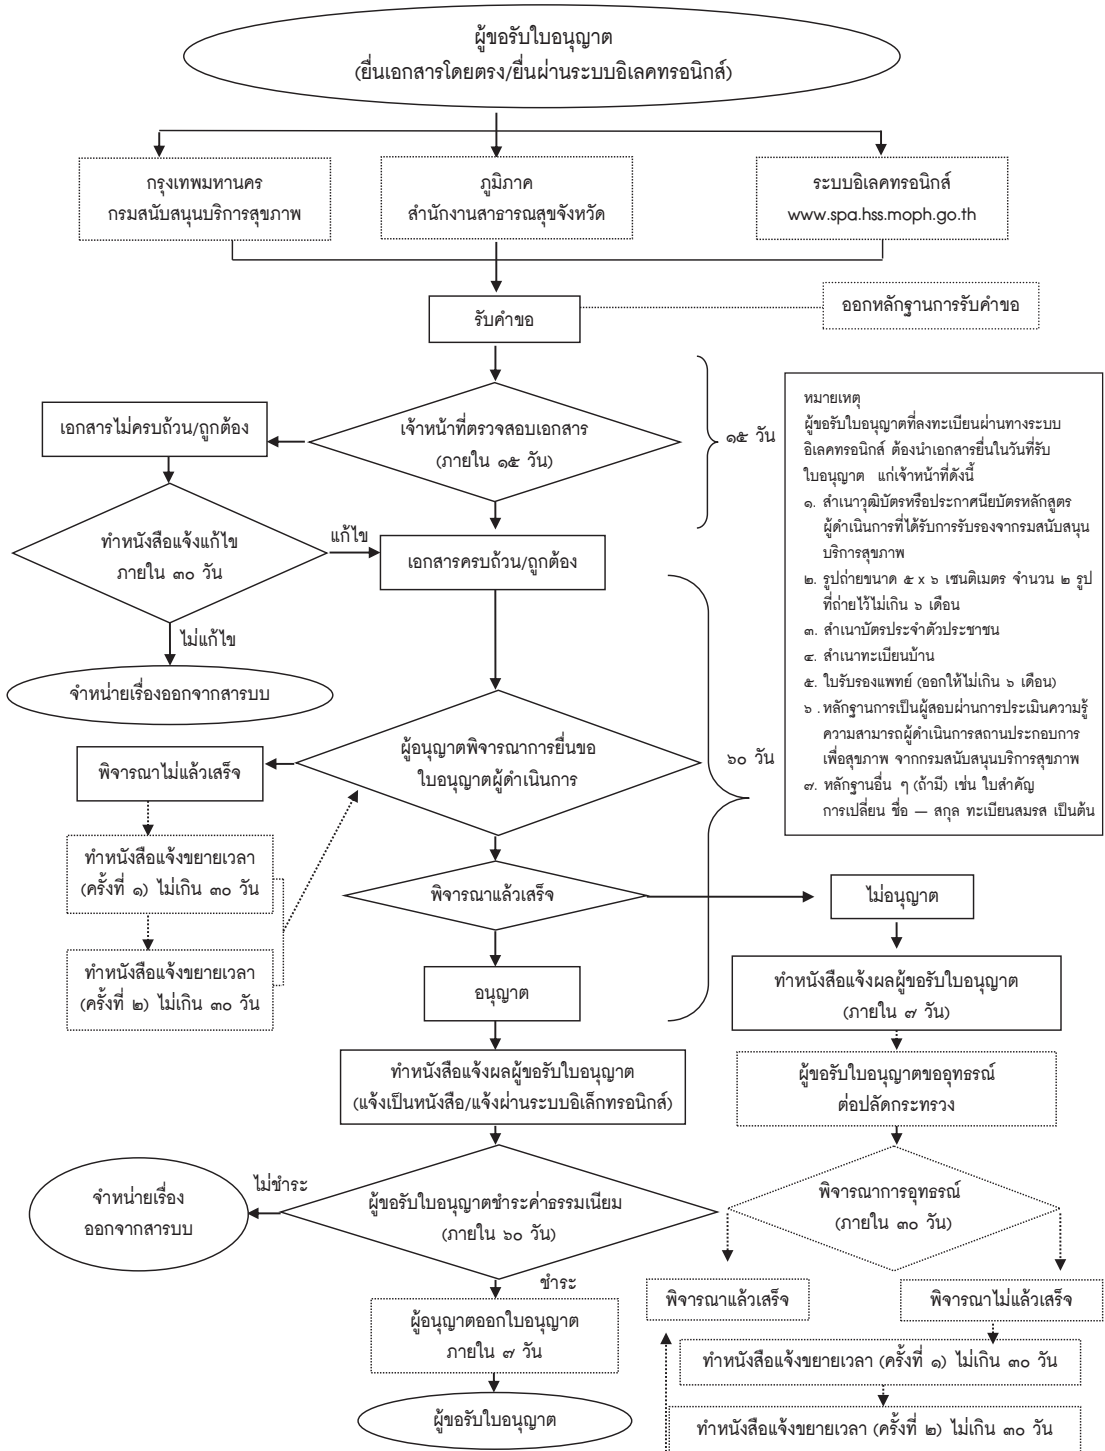 ผู้ขอรับใบอนุญาต
(ยื่นเอกสารโดยตรง/ยื่นผ่านระบบอิเลคทรอนิกส์)
กรุงเทพมหานคร
กรมสนับสนุนบริการสุขภาพ
ภูมิภาค
สำนักงานสาธารณสุขจังหวัด
ระบบอิเลคทรอนิกส์
www.spa.hss.moph.go.th
รับคำขอ
ออกหลักฐานการรับคำขอ
เจ้าหน้าที่ตรวจสอบเอกสาร
(ภายใน ๑๕ วัน)
๑๕ วัน
เอกสารไม่ครบถ้วน/ถูกต้อง
ทำหนังสือแจ้งแก้ไข
ภายใน ๓๐ วัน
แก้ไข
เอกสารครบถ้วน/ถูกต้อง
ไม่แก้ไข
จำหน่ายเรื่องออกจากสารบบ
หมายเหตุ
ผู้ขอรับใบอนุญาตที่ลงทะเบียนผ่านทางระบบ
อิเลคทรอนิกส์ ต้องนำเอกสารยื่นในวันที่รับ
ใบอนุญาต แก่เจ้าหน้าที่ดังนี้
๑. สำเนาวุฒิบัตรหรือประกาศนียบัตรหลักสูตร
ผู้ดำเนินการที่ได้รับการรับรองจากกรมสนับสนุน
บริการสุขภาพ
๒. รูปถ่ายขนาด ๕ x ๖ เซนติเมตร จำนวน ๒ รูป
ที่ถ่ายไว้ไม่เกิน ๖ เดือน
๓. สำเนาบัตรประจำตัวประชาชน
๔. สำเนาทะเบียนบ้าน
๕. ใบรับรองแพทย์ (ออกให้ไม่เกิน ๖ เดือน)
๖ . หลักฐานการเป็นผู้สอบผ่านการประเมินความรู้
ความสามารถผู้ดำเนินการสถานประกอบการ
เพื่อสุขภาพ จากกรมสนับสนุนบริการสุขภาพ
๗. หลักฐานอื่น ๆ (ถ้ามี) เช่น ใบสำคัญ
การเปลี่ยน ชื่อ – สกุล ทะเบียนสมรส เป็นต้น
ผู้อนุญาตพิจารณาการยื่นขอ
ใบอนุญาตผู้ดำเนินการ
๖๐ วัน
พิจารณาไม่แล้วเสร็จ
ทำหนังสือแจ้งขยายเวลา
(ครั้งที่ ๑) ไม่เกิน ๓๐ วัน
ทำหนังสือแจ้งขยายเวลา
(ครั้งที่ ๒) ไม่เกิน ๓๐ วัน
พิจารณาแล้วเสร็จ
ไม่อนุญาต
อนุญาต
ทำหนังสือแจ้งผลผู้ขอรับใบอนุญาต
(ภายใน ๗ วัน)
ทำหนังสือแจ้งผลผู้ขอรับใบอนุญาต
(แจ้งเป็นหนังสือ/แจ้งผ่านระบบอิเล็กทรอนิกส์)
ผู้ขอรับใบอนุญาตขออุทธรณ์
ต่อปลัดกระทรวง
ไม่ชำระ
จำหน่ายเรื่อง
ออกจากสารบบ
ผู้ขอรับใบอนุญาตชำระค่าธรรมเนียม
(ภายใน ๖๐ วัน)
พิจารณาการอุทธรณ์
(ภายใน ๓๐ วัน)
ชำระ
พิจารณาแล้วเสร็จ
พิจารณาไม่แล้วเสร็จ
ผู้อนุญาตออกใบอนุญาต
ภายใน ๗ วัน
ทำหนังสือแจ้งขยายเวลา (ครั้งที่ ๑) ไม่เกิน ๓๐ วัน
ผู้ขอรับใบอนุญาต
ทำหนังสือแจ้งขยายเวลา (ครั้งที่ ๒) ไม่เกิน ๓๐ วัน